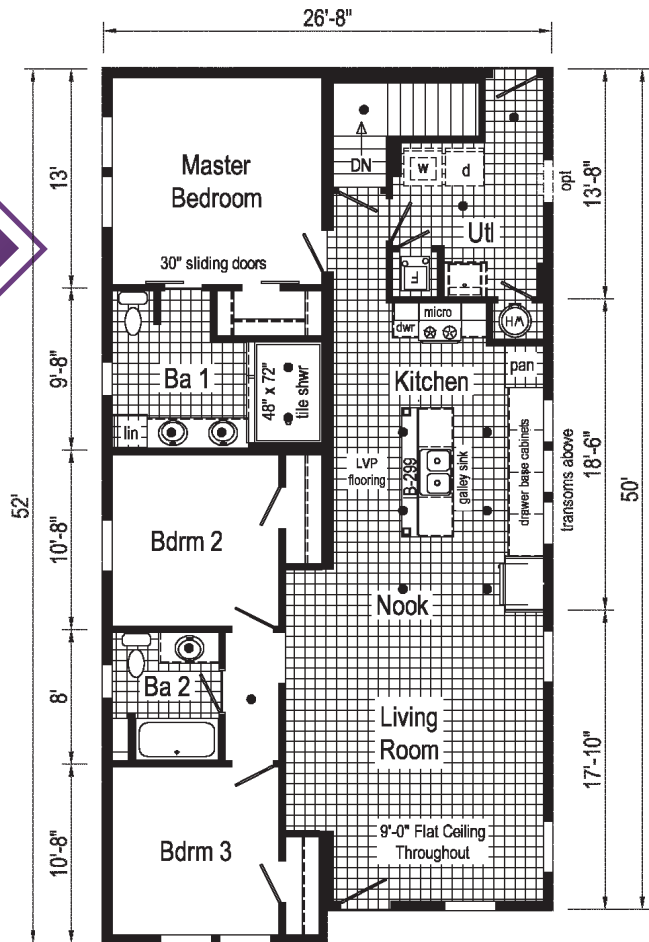 26'-8"
13'
9'-8"
10'-8"
8'
10'-8"
52'
Master
Bedroom
30" sliding doors
DN
w
d
Utl
opt
13'-8"
F
micro
dwr
HW
Kitchen
pan
Ba 1
lin
48" x 72"
tile shwr
LVP
flooring
B-299
galley sink
drawer base cabinets
transoms above
18'-6"
50'
Bdrm 2
Nook
Ba 2
Living
Room
17'-10"
Bdrm 3
9'-0" Flat Ceiling
Throughout